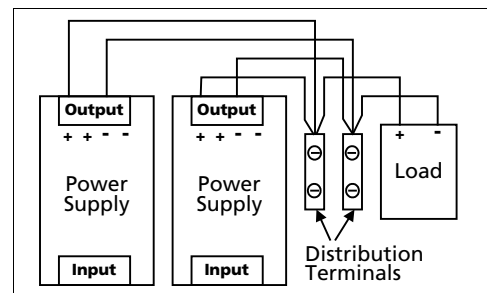 Output
+ + - -
Power
Supply
Input
Output
+ + - -
Power
Supply
Input
+ -
Load
Distribution
Terminals